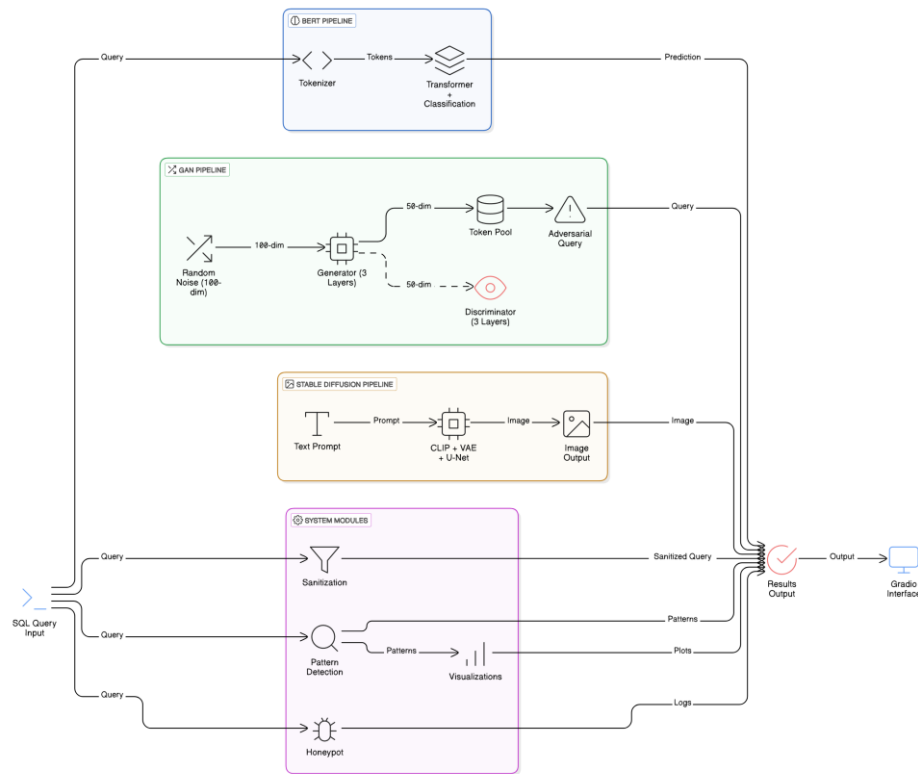 BERT PIPELINE
Query
Tokens
Prediction
Tokenizer
Transformer
+
Classification
GAN PIPELINE
50-dim
Query
Token Pool
Adversarial
Query
100-dim
Random
Noise (100-
dim)
Generator (3
Layers)
50-dim
Discriminator
(3 Layers)
STABLE DIFFUSION PIPELINE
Prompt
Image
Image
Text Prompt
CLIP + VAE
+ U-Net
Image
Output
SYSTEM MODULES
Query
Sanitized Query
Output
Sanitization
Results
Output
Gradio
Interface
SQL Query
Input
Patterns
Query
Patterns
Plots
Pattern
Detection
Visualizations
Query
Logs
Honeypot